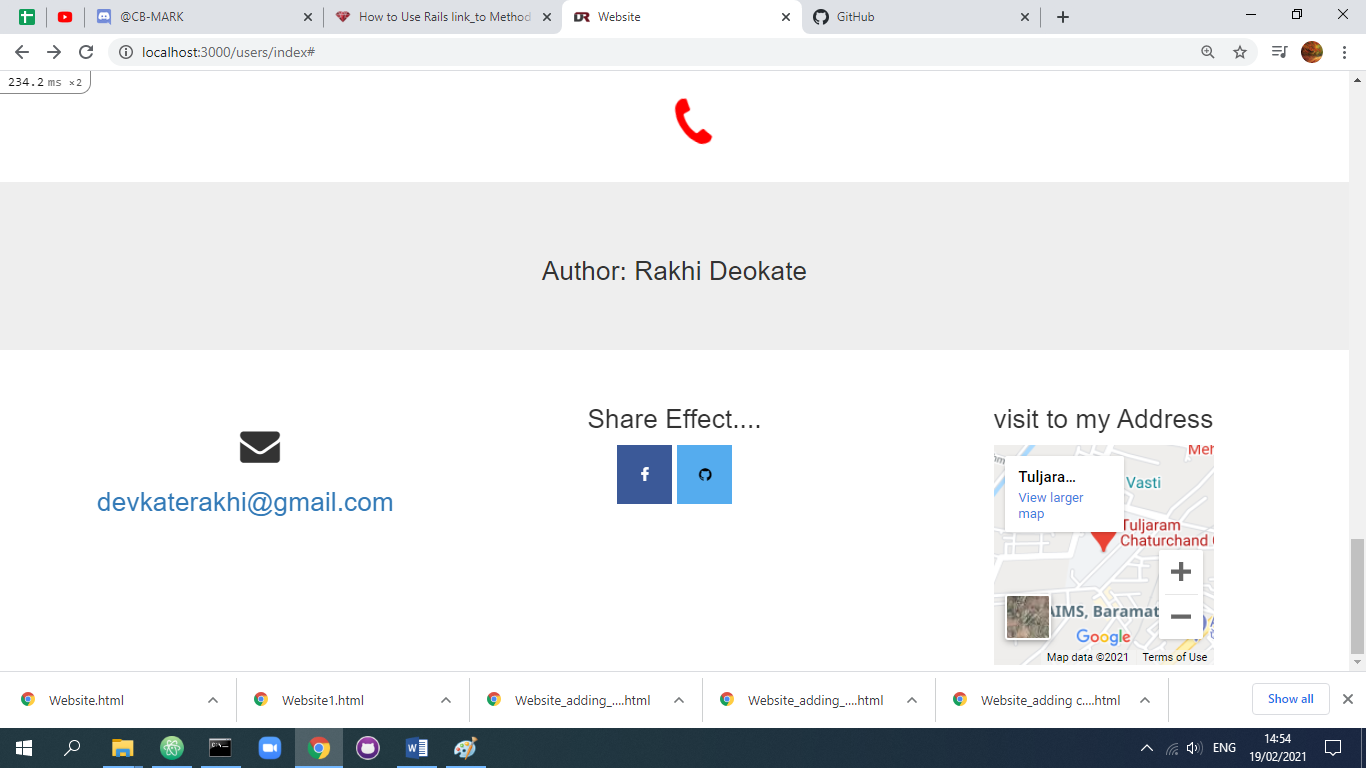 @CB-MARK
How to Use Rails link_to Method
Website
GitHub
localhost:3000/users/index#
234.2 ms ×2
Author: Rakhi Deokate
devkaterakhi@gmail.com
Share Effect....
visit to my Address
Tuljara...
View larger
map
Vasti
Tuljaram
Chaturchand
AIMS, Baramat
Google
Map data ©2021 Terms of Use
Website.html
Website1.html
Website_adding_....html
Website_adding_....html
Website_adding c....html
Show all
ENG
14:54
19/02/2021